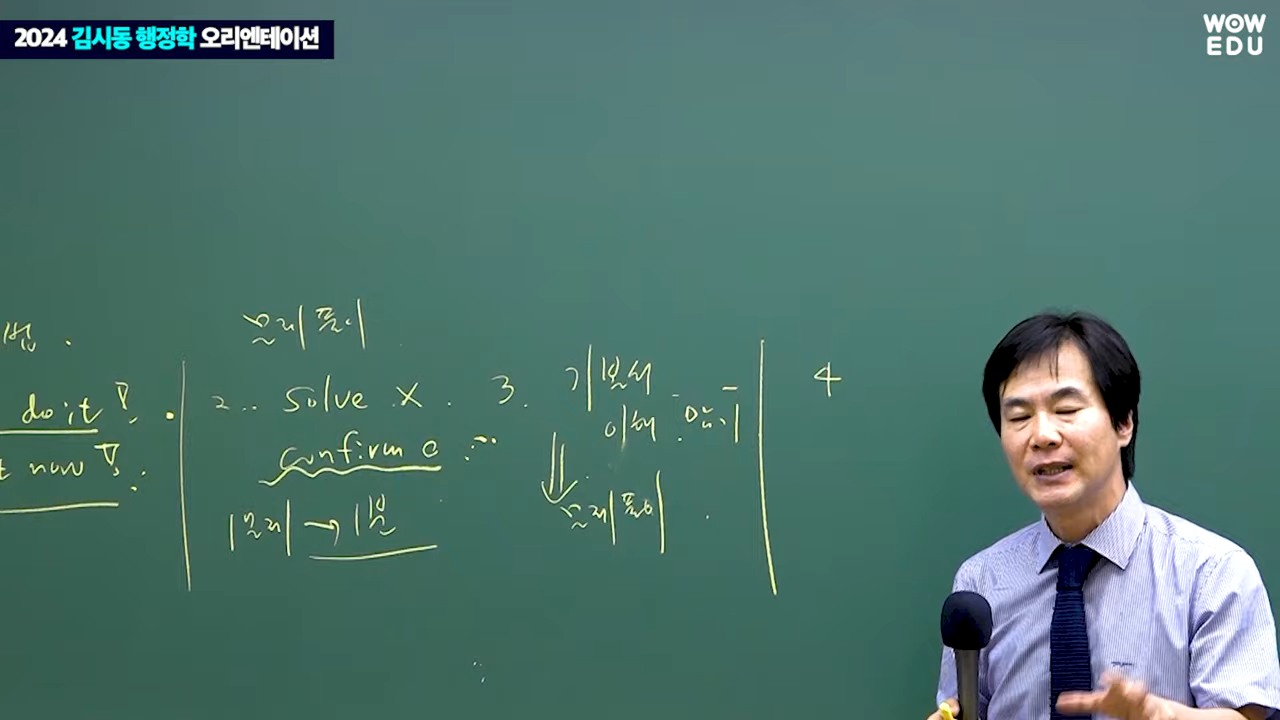 2024 김시동 행정학 오리엔테이션
WOW
EDU
법.
do it!
now!
문제풀이
2.. solve X.
confirm e
1문제 → 1분
3. 기본서
이해.
문제풀이
4